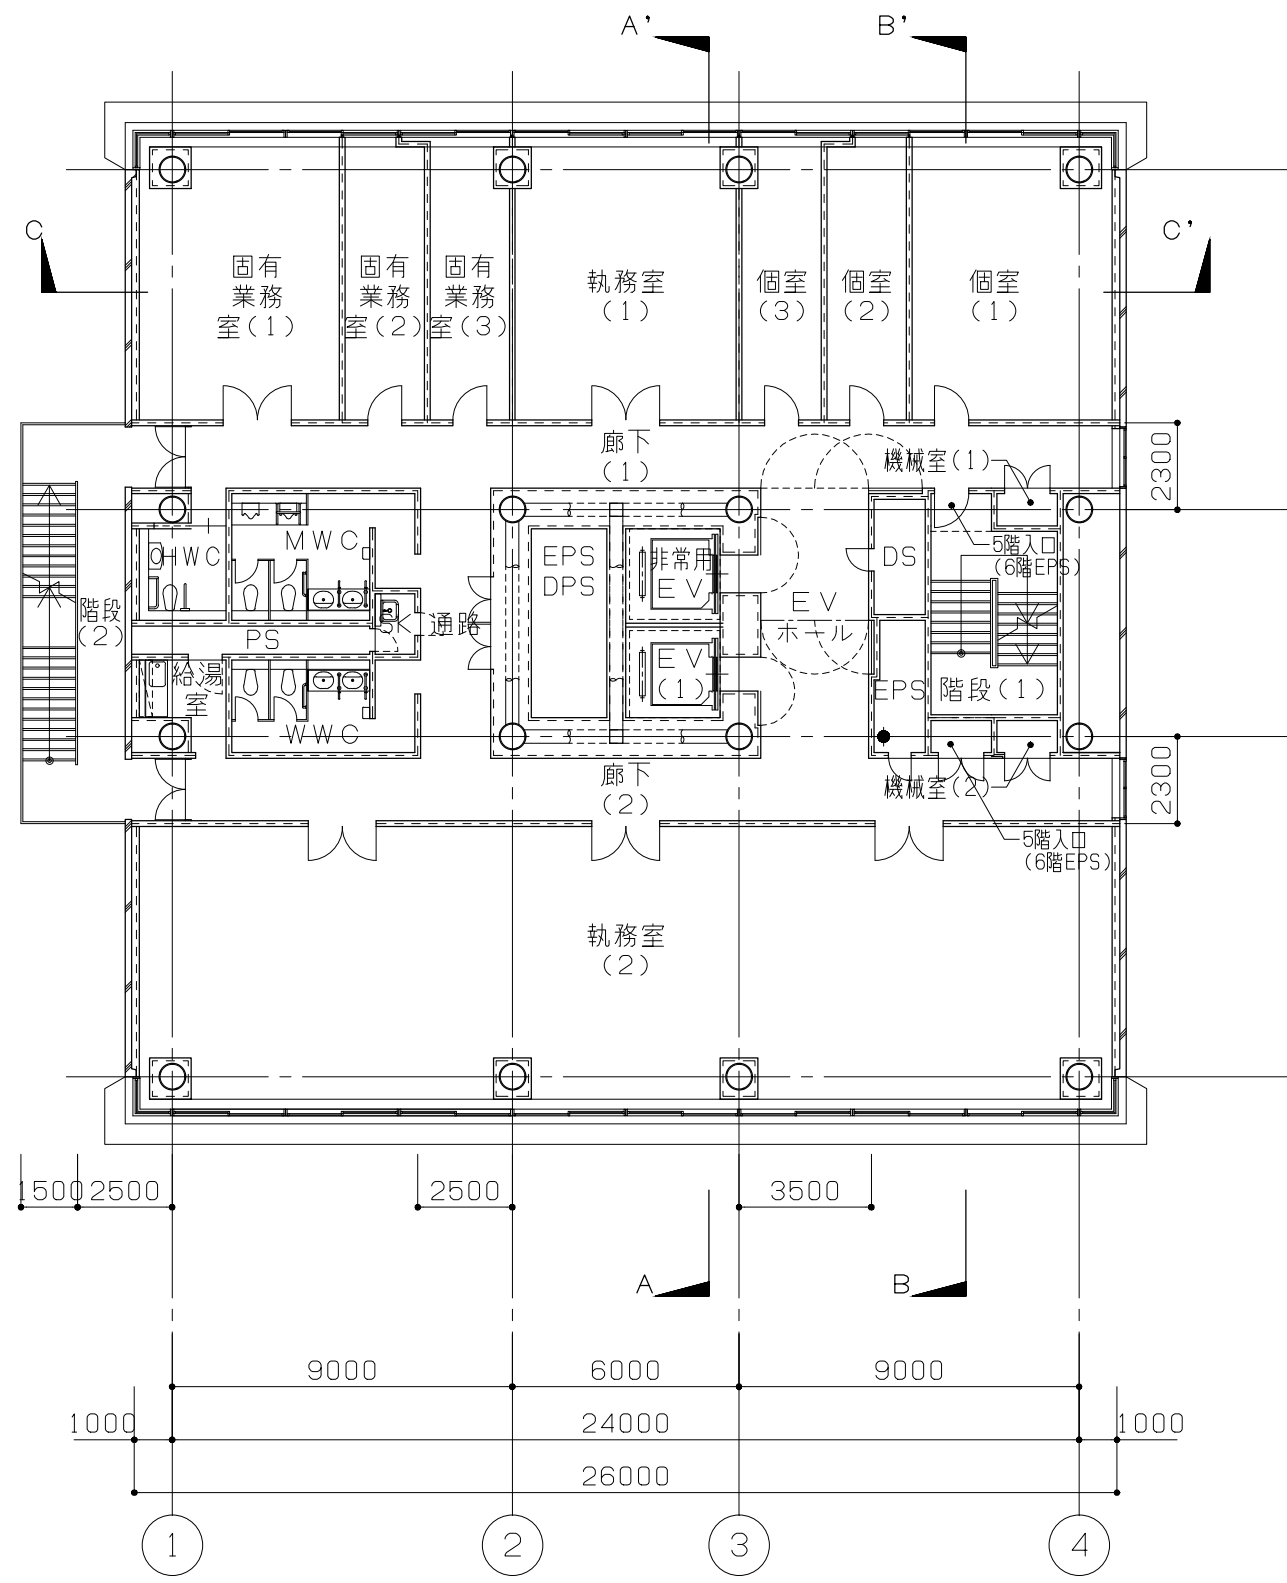 A' B'
C C'
固有
業務
室(1)
固有
業務
室(2)
固有
業務
室(3)
執務室
(1)
個室
(3)
個室
(2)
個室
(1)
廊下
(1)
機械室(1)
2300
HWC
MWC
EPS
DPS
非常用
EV
DS
5階入口
(6階EPS)
EV
ホール
階段
(2)
PS
SK
通路
給湯
室
EV
(1)
EPS
階段(1)
WWC
廊下
(2)
機械室(2)
2300
5階入口
(6階EPS)
執務室
(2)
1500 2500 2500 3500
A B
9000 6000 9000
1000 24000 1000
26000
1 2 3 4